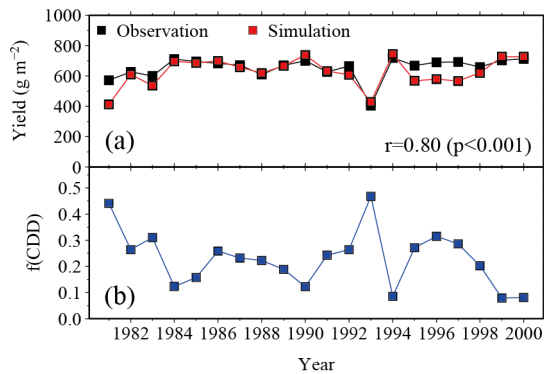 1000
Observation
Simulation
800
600
400
200
0
Yield (g m⁻²)
(a)
r=0.80 (p<0.001)
0.5
0.4
0.3
0.2
0.1
0.0
f(CDD)
(b)
1982 1984 1986 1988 1990 1992 1994 1996 1998 2000
Year